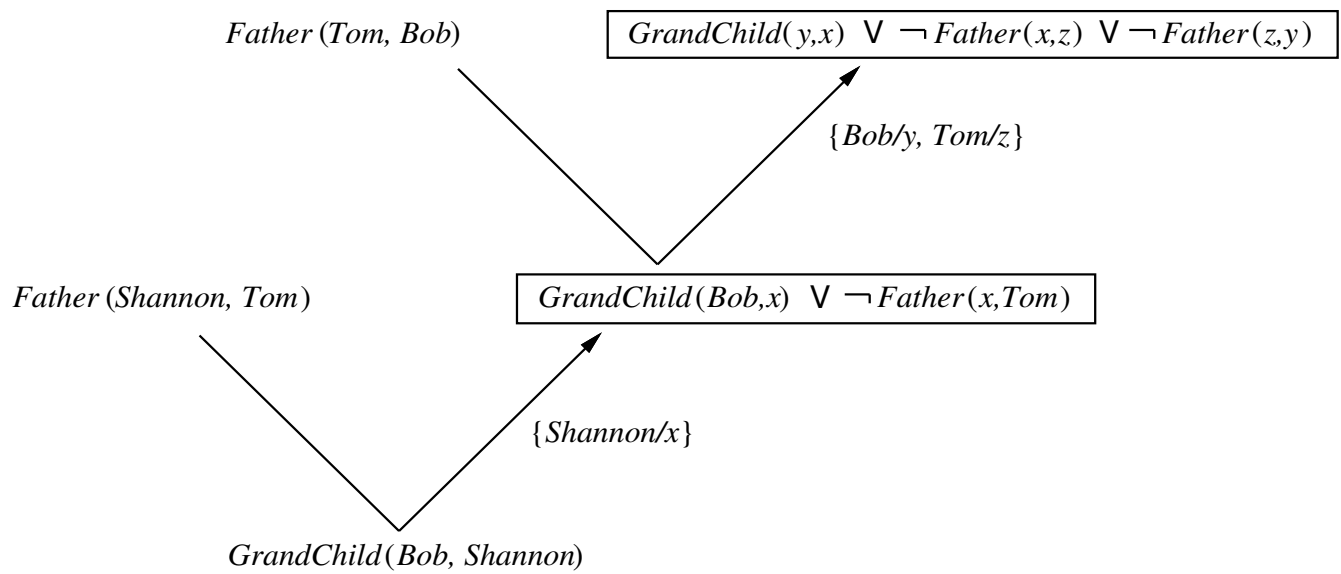 Father (Tom, Bob)
GrandChild(y,x) ∨ ¬ Father(x,z) ∨ ¬ Father(z,y)
{Bob/y, Tom/z}
Father (Shannon, Tom)
GrandChild(Bob,x) ∨ ¬ Father(x,Tom)
{Shannon/x}
GrandChild(Bob, Shannon)